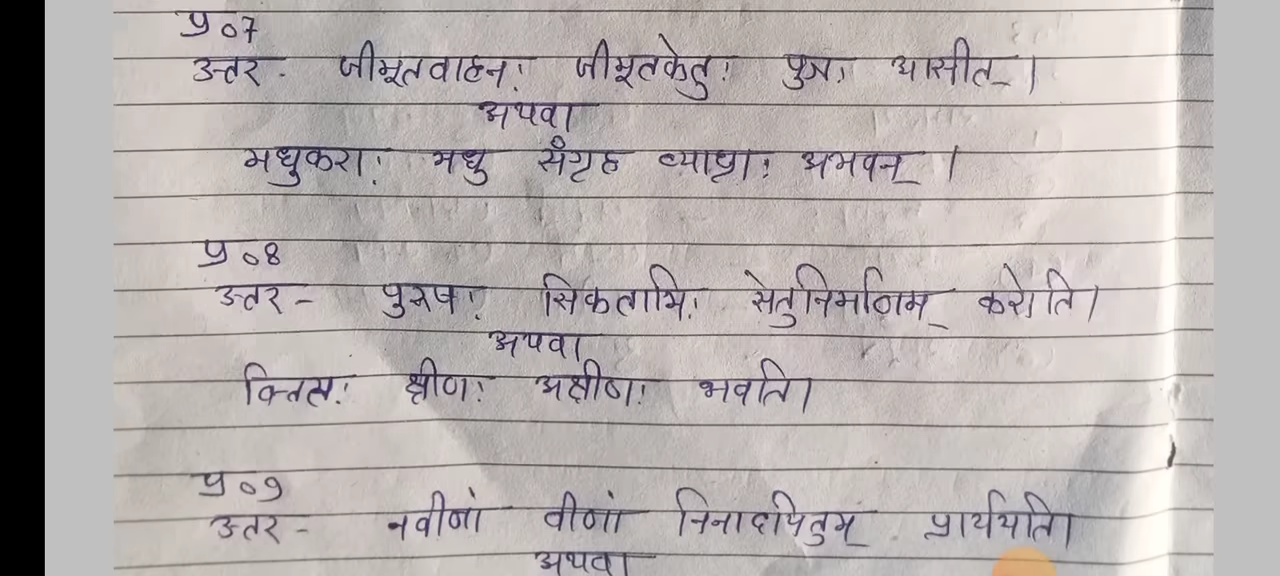 प्र०7
उत्तर - जीमूतवाहनः जीमूतकेतुः पुत्रः आसीत् ।
अथवा
मधुकराः मधु संग्रह व्याघ्राः अभवन् ।
प्र०8
उत्तर - पुरुषः सिकताभिः सेतुनिर्माणम् करोति।
अथवा
वित्ततः क्षीणः अक्षीणः भवति।
प्र०9
उत्तर - नवीनां वीणां निनादयितुम् प्रार्थयति।
अथवा